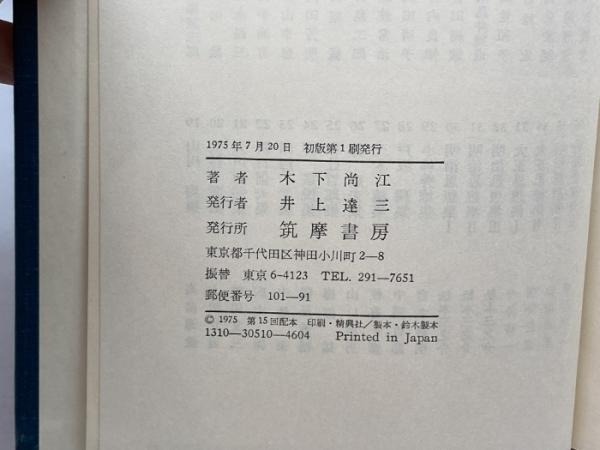 1975年7月20日 初版第1刷発行
著者 木下尚江
発行者 井上達三
発行所 筑摩書房
東京都千代田区神田小川町2―8
振替 東京6-4123 TEL. 291―7651
郵便番号 101―91
© 1975 第15回配本 印刷・精興社/製本・鈴木製本
1310―30510―4604 Printed in Japan